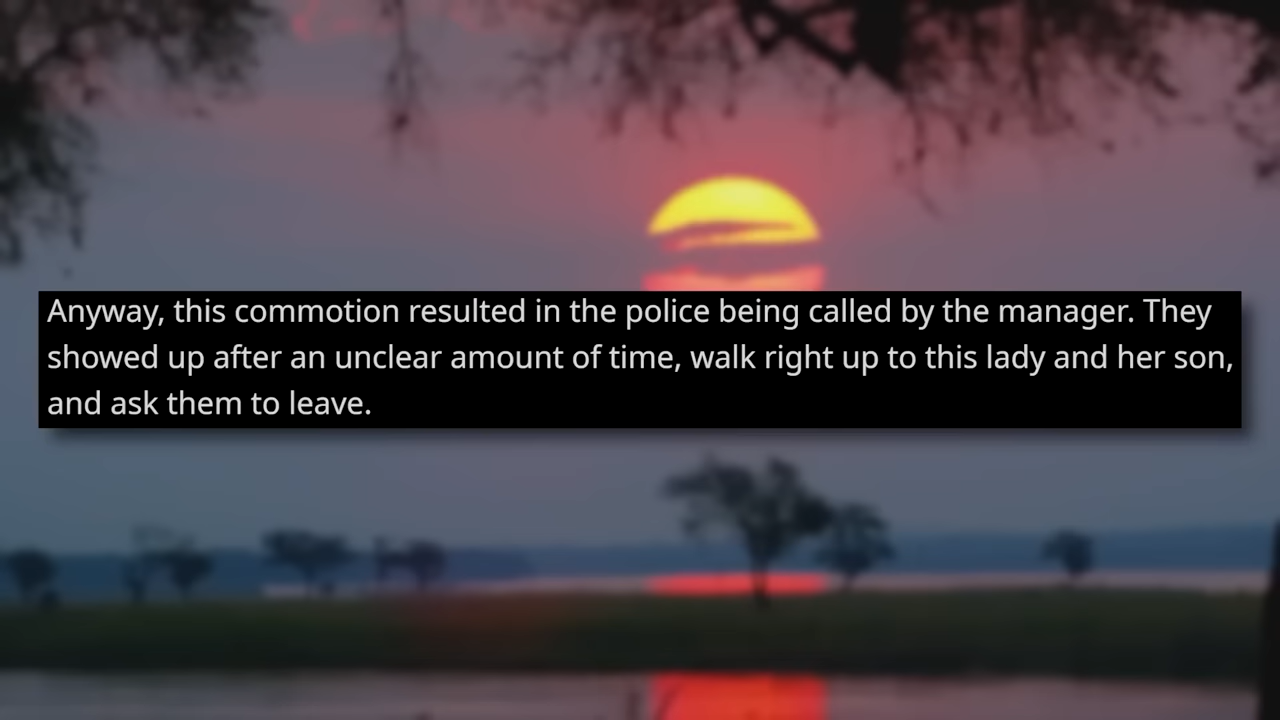 Anyway, this commotion resulted in the police being called by the manager. They
showed up after an unclear amount of time, walk right up to this lady and her son,
and ask them to leave.